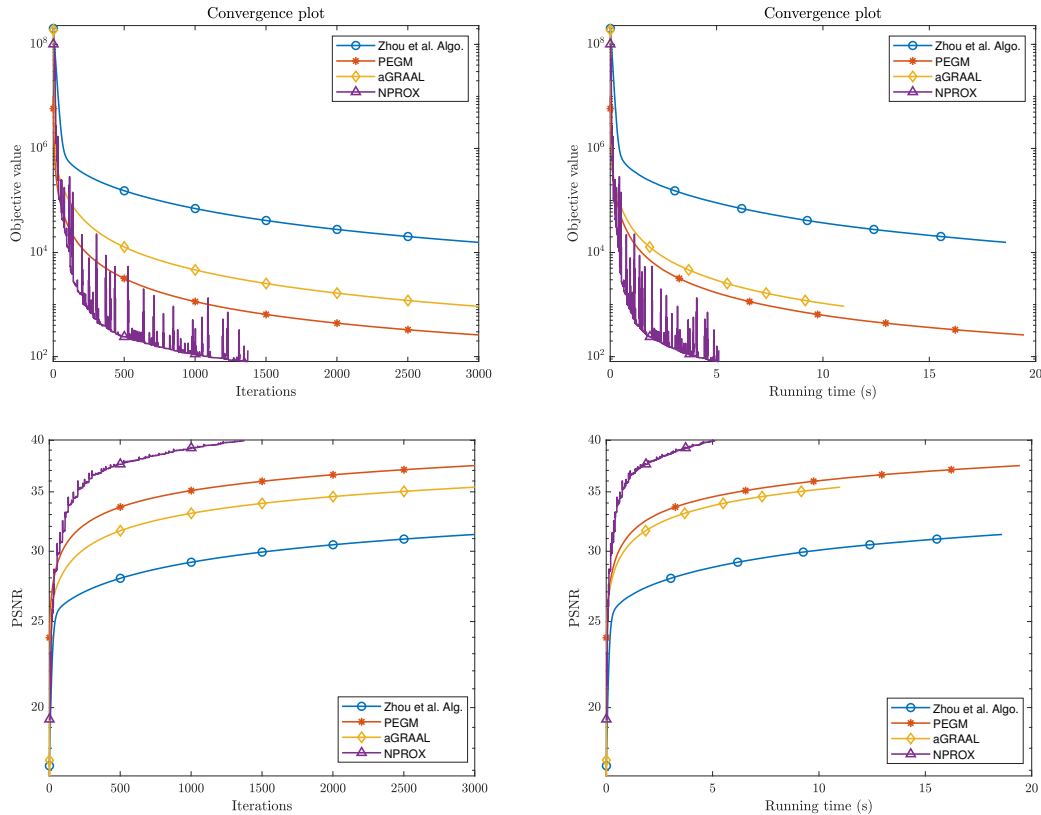 Convergence plot
Objective value
10^8
10^6
10^4
10^2
Zhou et al. Algo.
PEGM
aGRAAL
NPROX
0 500 1000 1500 2000 2500 3000
Iterations
Convergence plot
Objective value
10^8
10^6
10^4
10^2
Zhou et al. Algo.
PEGM
aGRAAL
NPROX
0 5 10 15 20
Running time (s)
PSNR
40
35
30
25
20
Zhou et al. Alg.
PEGM
aGRAAL
NPROX
0 500 1000 1500 2000 2500 3000
Iterations
PSNR
40
35
30
25
20
Zhou et al. Algo.
PEGM
aGRAAL
NPROX
0 5 10 15 20
Running time (s)